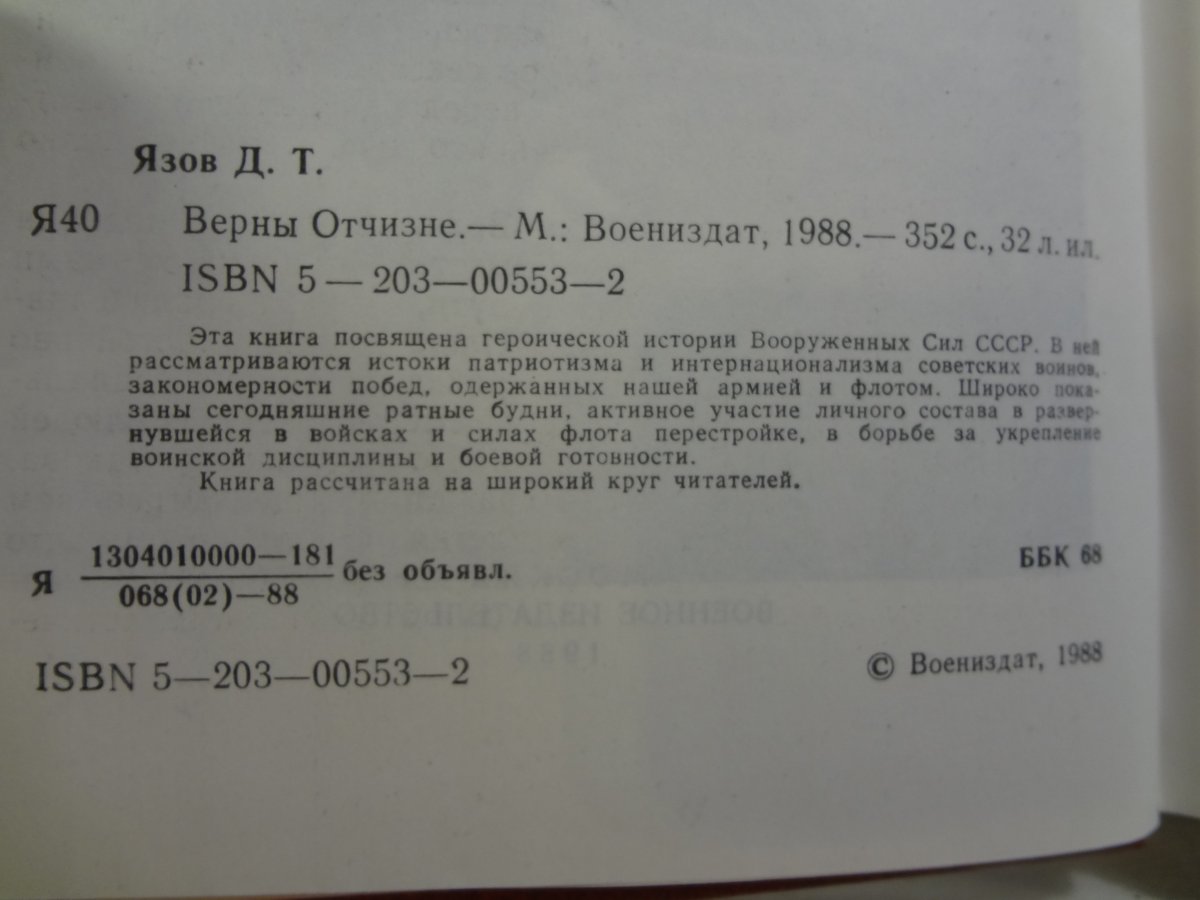 Язов Д. Т.
Я40 Верны Отчизне.— М.: Воениздат, 1988.— 352 с., 32 л. ил.
ISBN 5 — 203—00553—2
Эта книга посвящена героической истории Вооруженных Сил СССР. В ней
рассматриваются истоки патриотизма и интернационализма советских воинов,
закономерности побед, одержанных нашей армией и флотом. Широко пока-
заны сегодняшние ратные будни, активное участие личного состава в развер-
нувшейся в войсках и силах флота перестройке, в борьбе за укрепление
воинской дисциплины и боевой готовности.
Книга рассчитана на широкий круг читателей.
1304010000—181
Я без объявл. ББК 68
068(02)—88
ISBN 5—203—00553—2 © Воениздат, 1988
ВОЕННОЕ ИЗДАТЕЛЬСТВО
1988